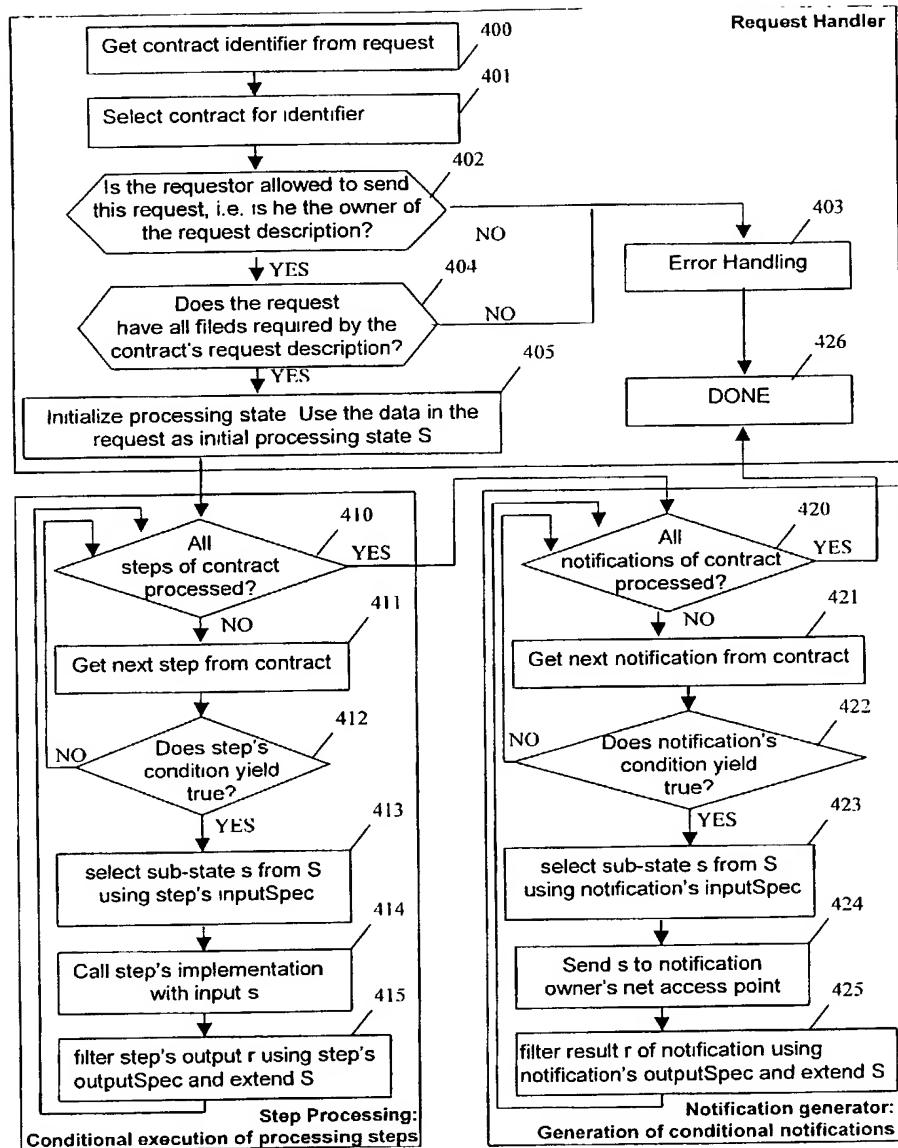 Request Handler
Get contract identifier from request
400
401
Select contract for identifier
402
Is the requestor allowed to send
this request, i.e. is he the owner of
the request description?
NO
403
Error Handling
YES
404
Does the request
have all fileds required by the
contract's request description?
NO
426
DONE
YES
405
Initialize processing state Use the data in the
request as initial processing state S
410
All
steps of contract
processed?
YES
NO
411
Get next step from contract
412
NO
Does step's
condition yield
true?
YES
413
select sub-state s from S
using step's inputSpec
414
Call step's implementation
with input s
415
filter step's output r using step's
outputSpec and extend S
Step Processing:
Conditional execution of processing steps
420
All
notifications of contract
processed?
YES
NO
421
Get next notification from contract
422
NO
Does notification's
condition yield
true?
YES
423
select sub-state s from S
using notification's inputSpec
424
Send s to notification
owner's net access point
425
filter result r of notification using
notification's outputSpec and extend S
Notification generator:
Generation of conditional notifications